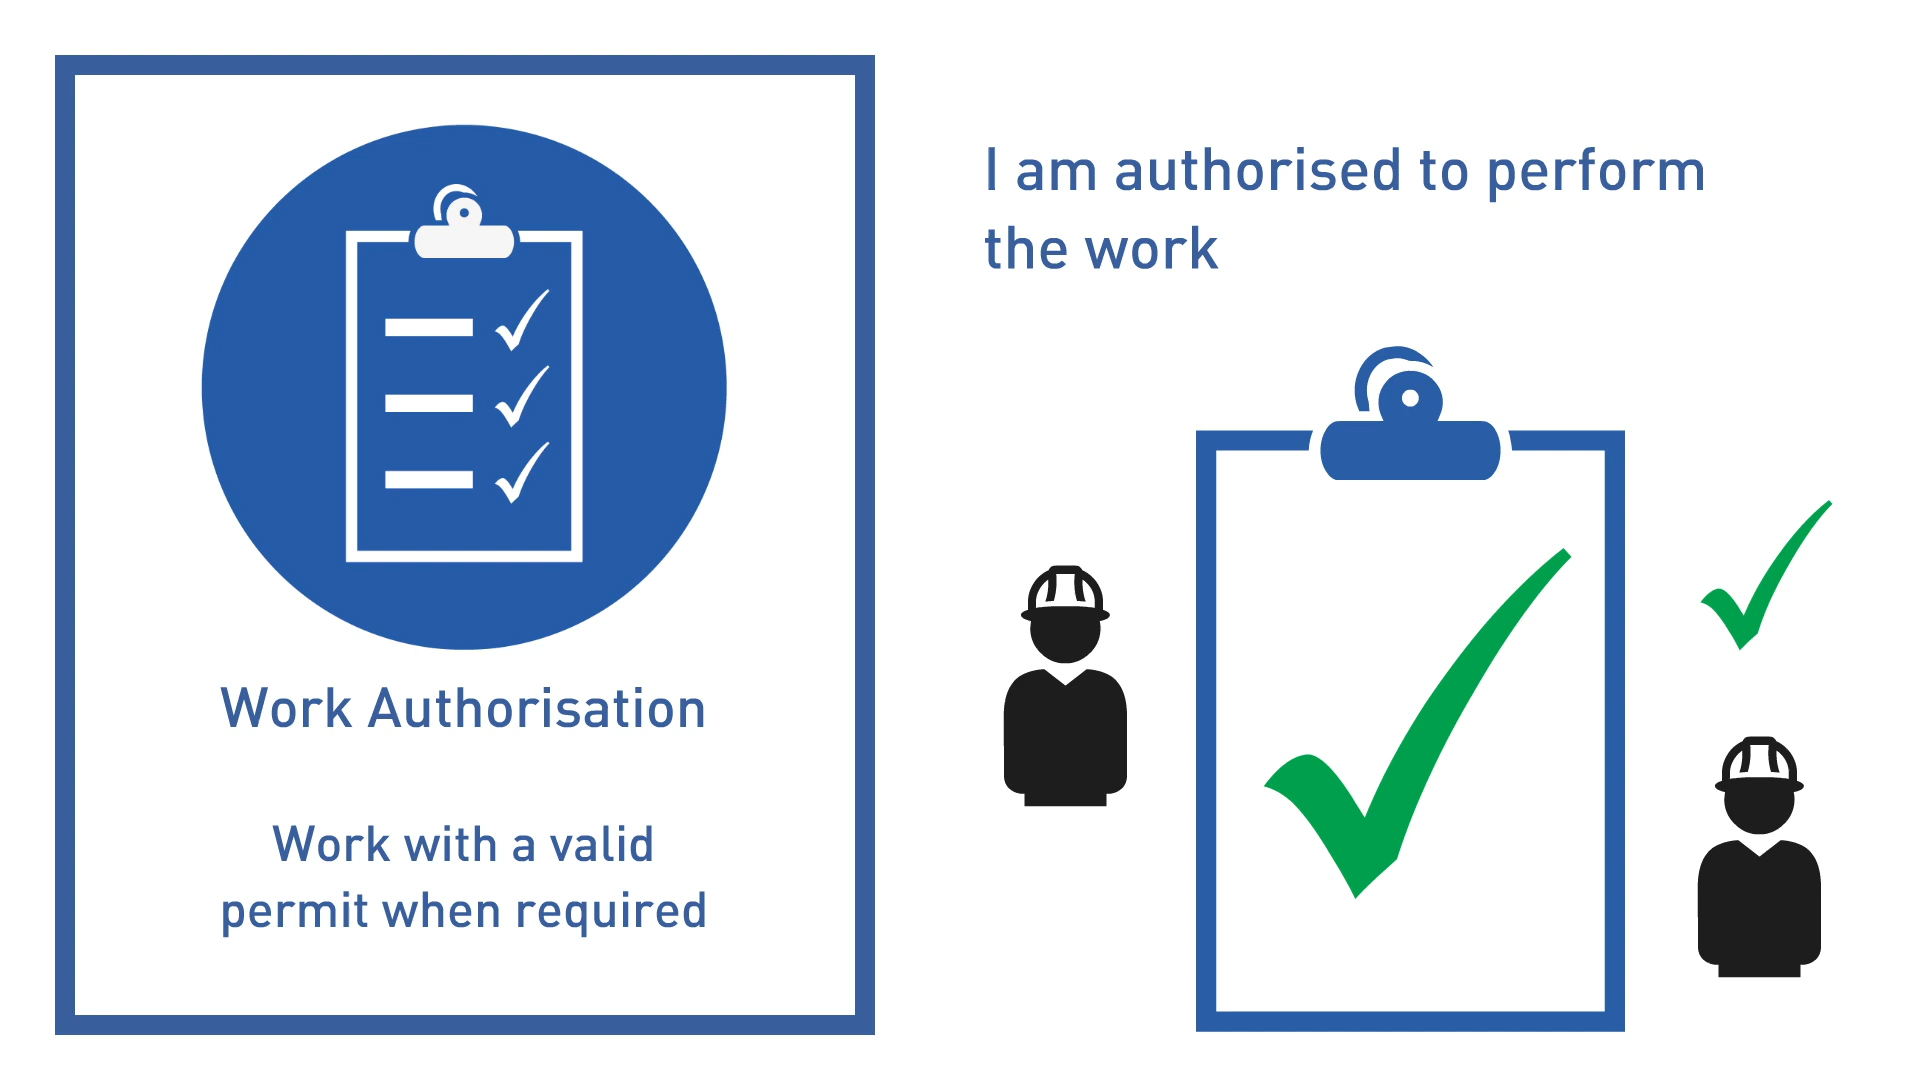 Work Authorisation
Work with a valid
permit when required
I am authorised to perform
the work